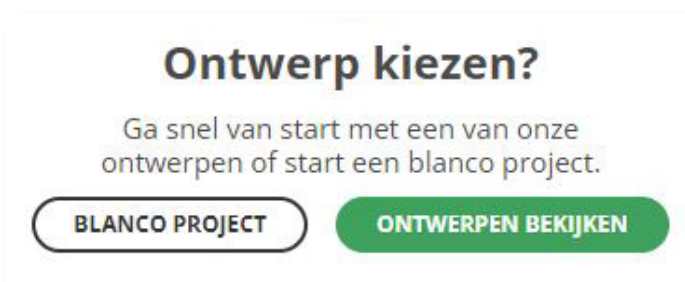 Ontwerp kiezen?
Ga snel van start met een van onze
ontwerpen of start een blanco project.
BLANCO PROJECT
ONTWERPEN BEKIJKEN